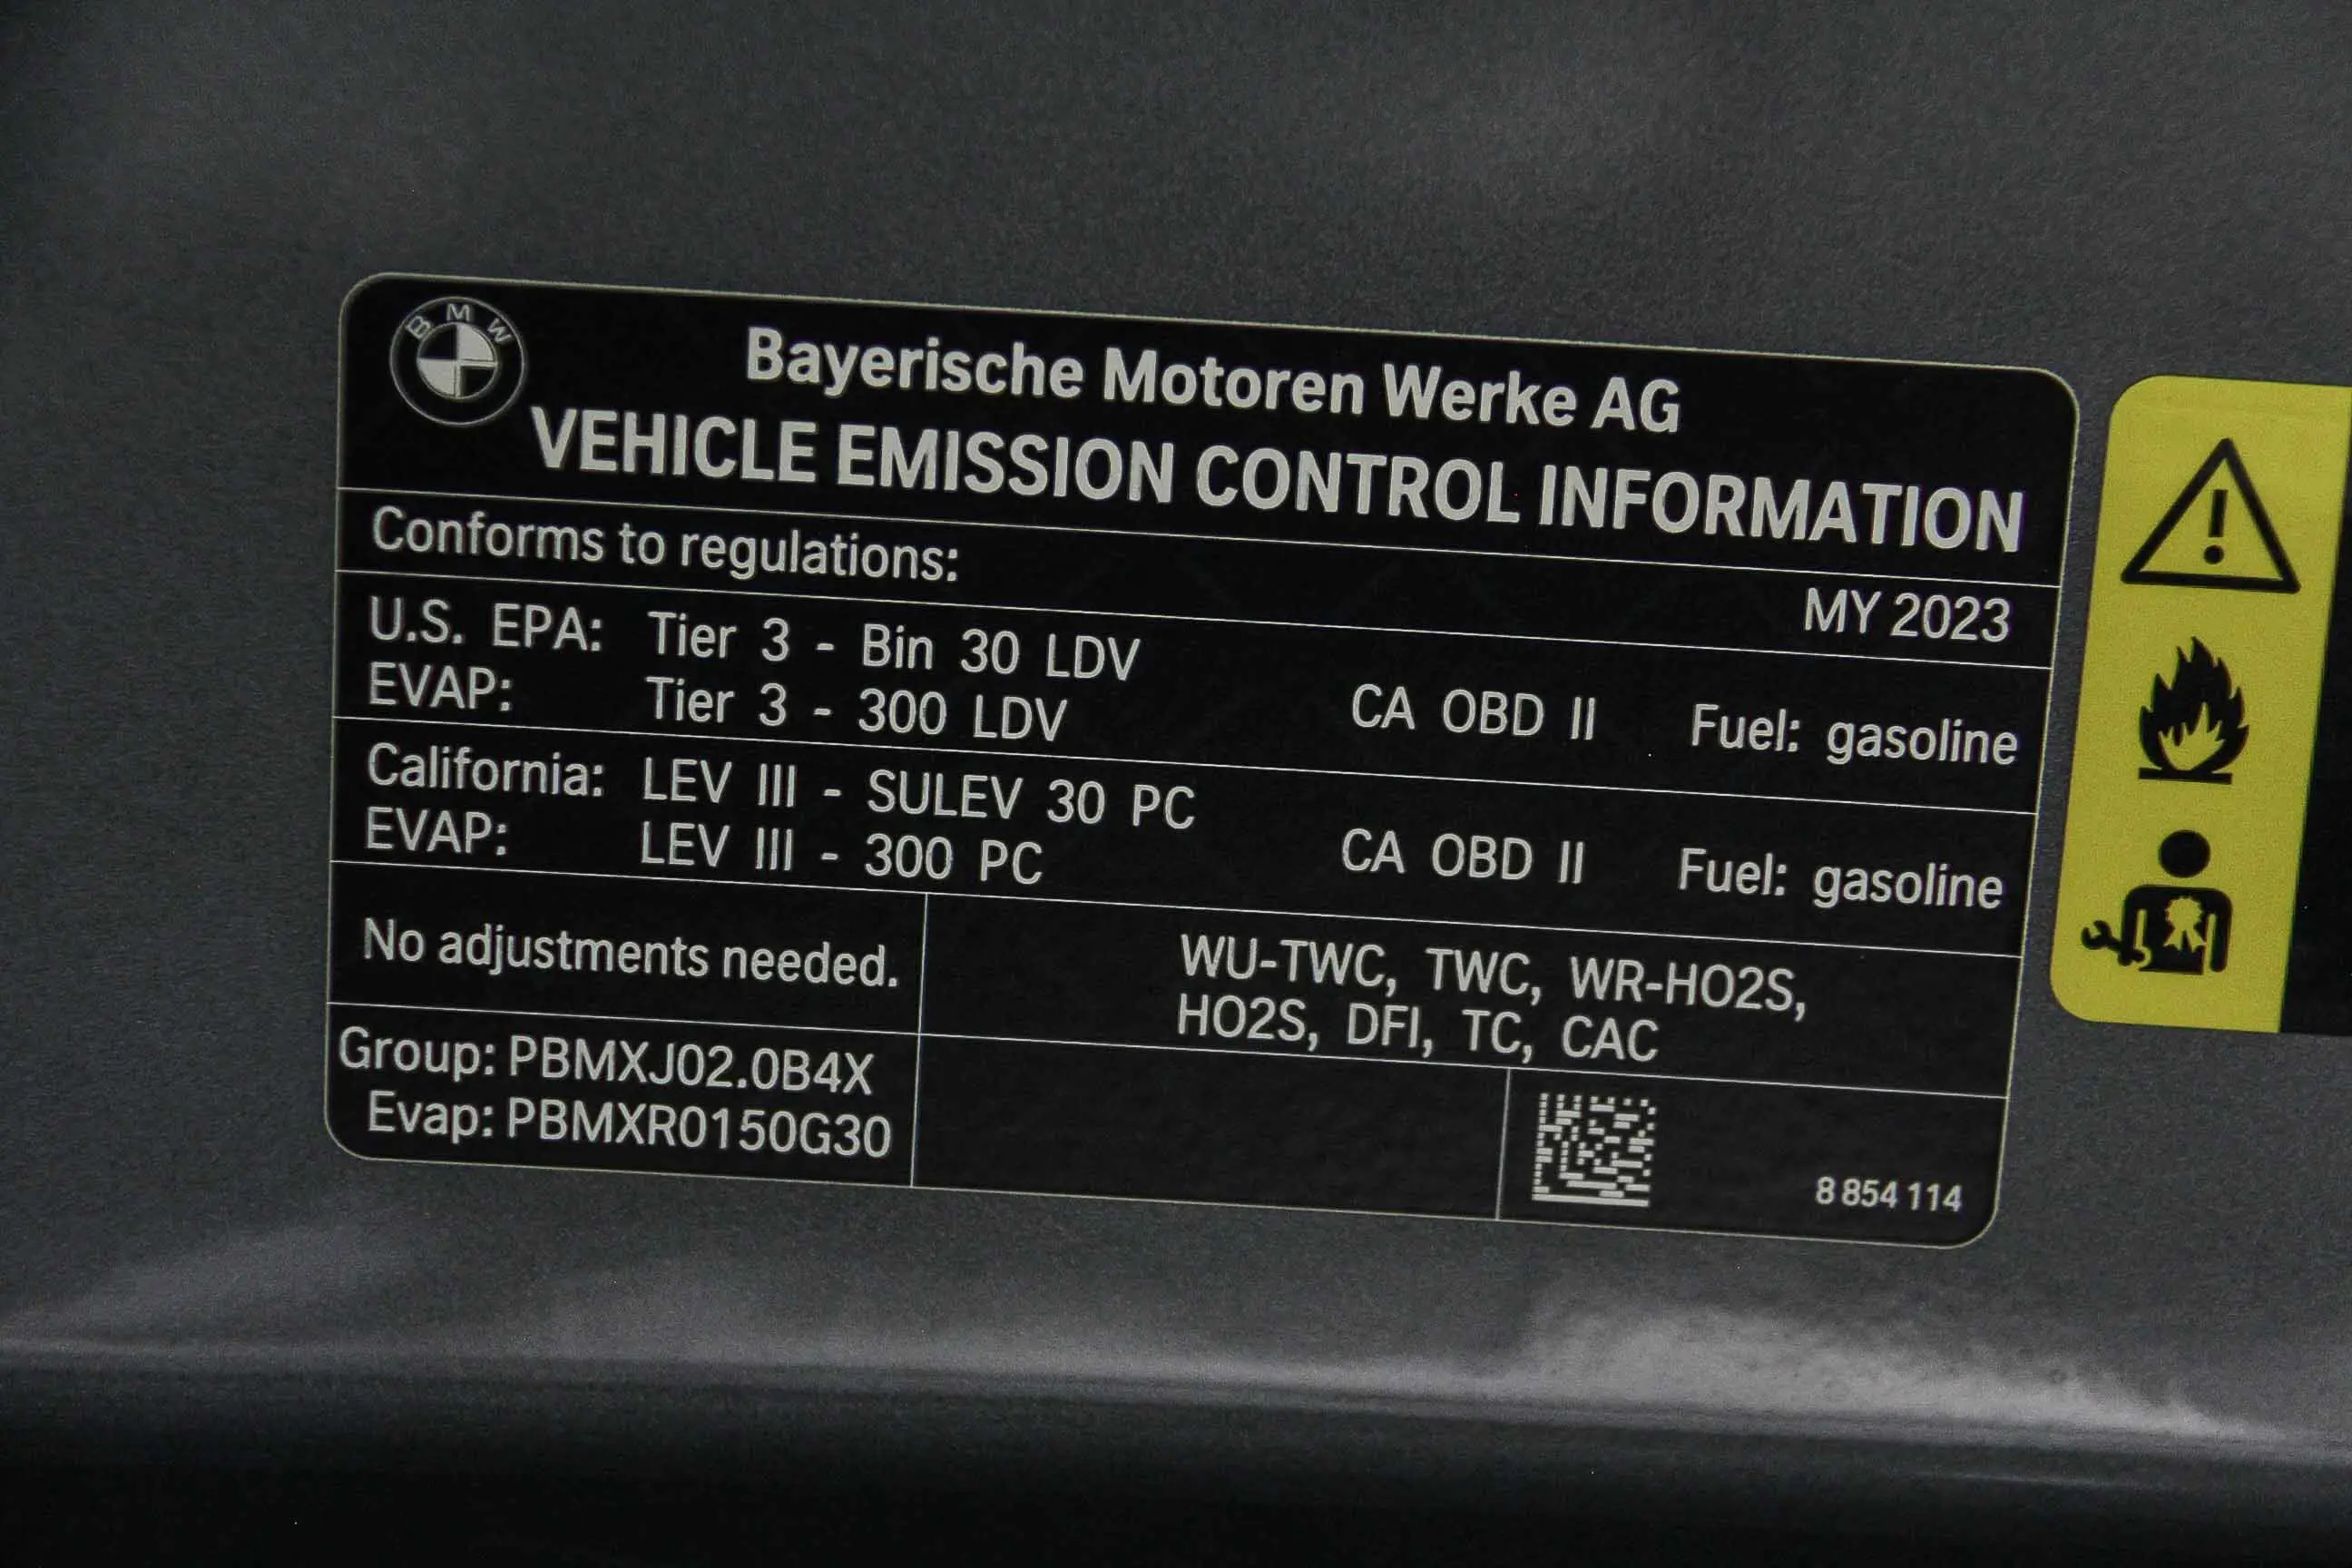 BMW
Bayerische Motoren Werke AG
VEHICLE EMISSION CONTROL INFORMATION
Conforms to regulations:
MY 2023
U.S. EPA: Tier 3 - Bin 30 LDV
EVAP: Tier 3 - 300 LDV
CA OBD II Fuel: gasoline
California: LEV III - SULEV 30 PC
EVAP: LEV III - 300 PC
CA OBD II Fuel: gasoline
No adjustments needed.
WU-TWC, TWC, WR-HO2S,
HO2S, DFI, TC, CAC
Group: PBMXJ02.0B4X
Evap: PBMXR0150G30
8 854 114